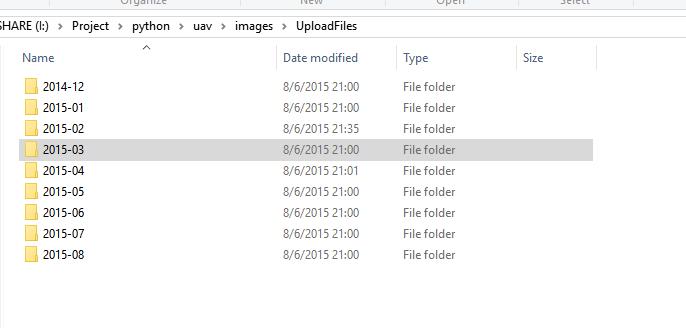 Organize New Open Select
SHARE (I:) > Project > python > uav > images > UploadFiles
Name Date modified Type Size
2014-12 8/6/2015 21:00 File folder
2015-01 8/6/2015 21:00 File folder
2015-02 8/6/2015 21:35 File folder
2015-03 8/6/2015 21:00 File folder
2015-04 8/6/2015 21:01 File folder
2015-05 8/6/2015 21:00 File folder
2015-06 8/6/2015 21:00 File folder
2015-07 8/6/2015 21:00 File folder
2015-08 8/6/2015 21:00 File folder